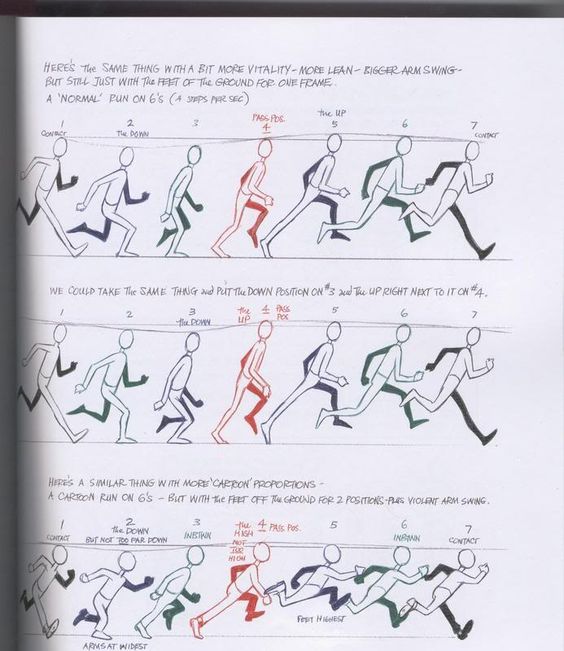 HERE'S the SAME THING WITH A BIT MORE VITALITY - MORE LEAN - BIGGER ARM SWING -
BUT STILL JUST WITH THE FEET OF THE GROUND FOR ONE FRAME.
A 'NORMAL' RUN ON 6'S (4 STEPS PER SEC)
PASS POS. the UP
1 2 3 4 5 6 7
CONTACT the DOWN CONTACT
WE COULD TAKE the SAME THING and PUT the DOWN POSITION ON #3 and the UP RIGHT NEXT TO IT ON #4.
1 2 3 the UP 4 PASS POS 5 6 7
the DOWN
HERE'S A SIMILAR THING WITH MORE 'CARTOON' PROPORTIONS -
A CARTOON RUN ON 6'S - BUT WITH THE FEET OFF THE GROUND FOR 2 POSITIONS - PLUS VIOLENT ARM SWING.
1 2 3 the 4 PASS POS. 5 6 7
CONTACT the DOWN INBTWN HIGH INBTWN CONTACT
BUT NOT TOO FAR DOWN NOT
HIGH
FEET HIGHEST
ARMS AT WIDEST